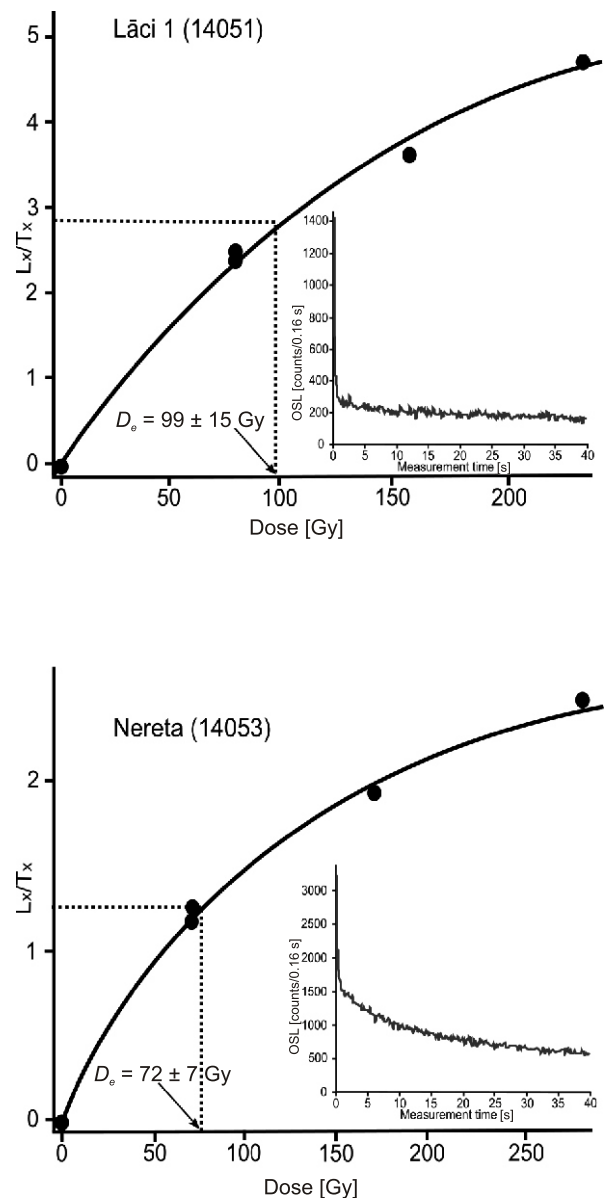 Lāci 1 (14051)
5
4
3
2
1
0
Lx/Tx
Dₑ = 99 ± 15 Gy
0 50 100 150 200
Dose [Gy]
1400
1200
1000
800
600
400
200
0
OSL [counts/0.16 s]
0 5 10 15 20 25 30 35 40
Measurement time [s]
Nereta (14053)
2
1
0
Lx/Tx
Dₑ = 72 ± 7 Gy
0 50 100 150 200 250
Dose [Gy]
3000
2500
2000
1500
1000
500
0
OSL [counts/0.16 s]
0 5 10 15 20 25 30 35 40
Measurement time [s]